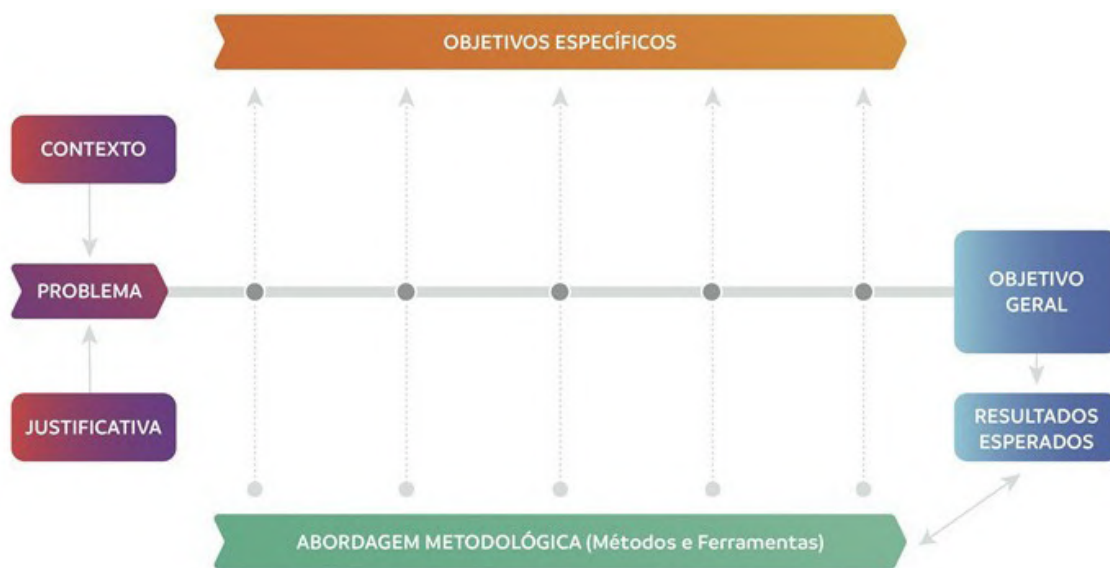 OBJETIVOS ESPECÍFICOS
CONTEXTO
PROBLEMA
OBJETIVO
GERAL
JUSTIFICATIVA
RESULTADOS
ESPERADOS
ABORDAGEM METODOLÓGICA (Métodos e Ferramentas)